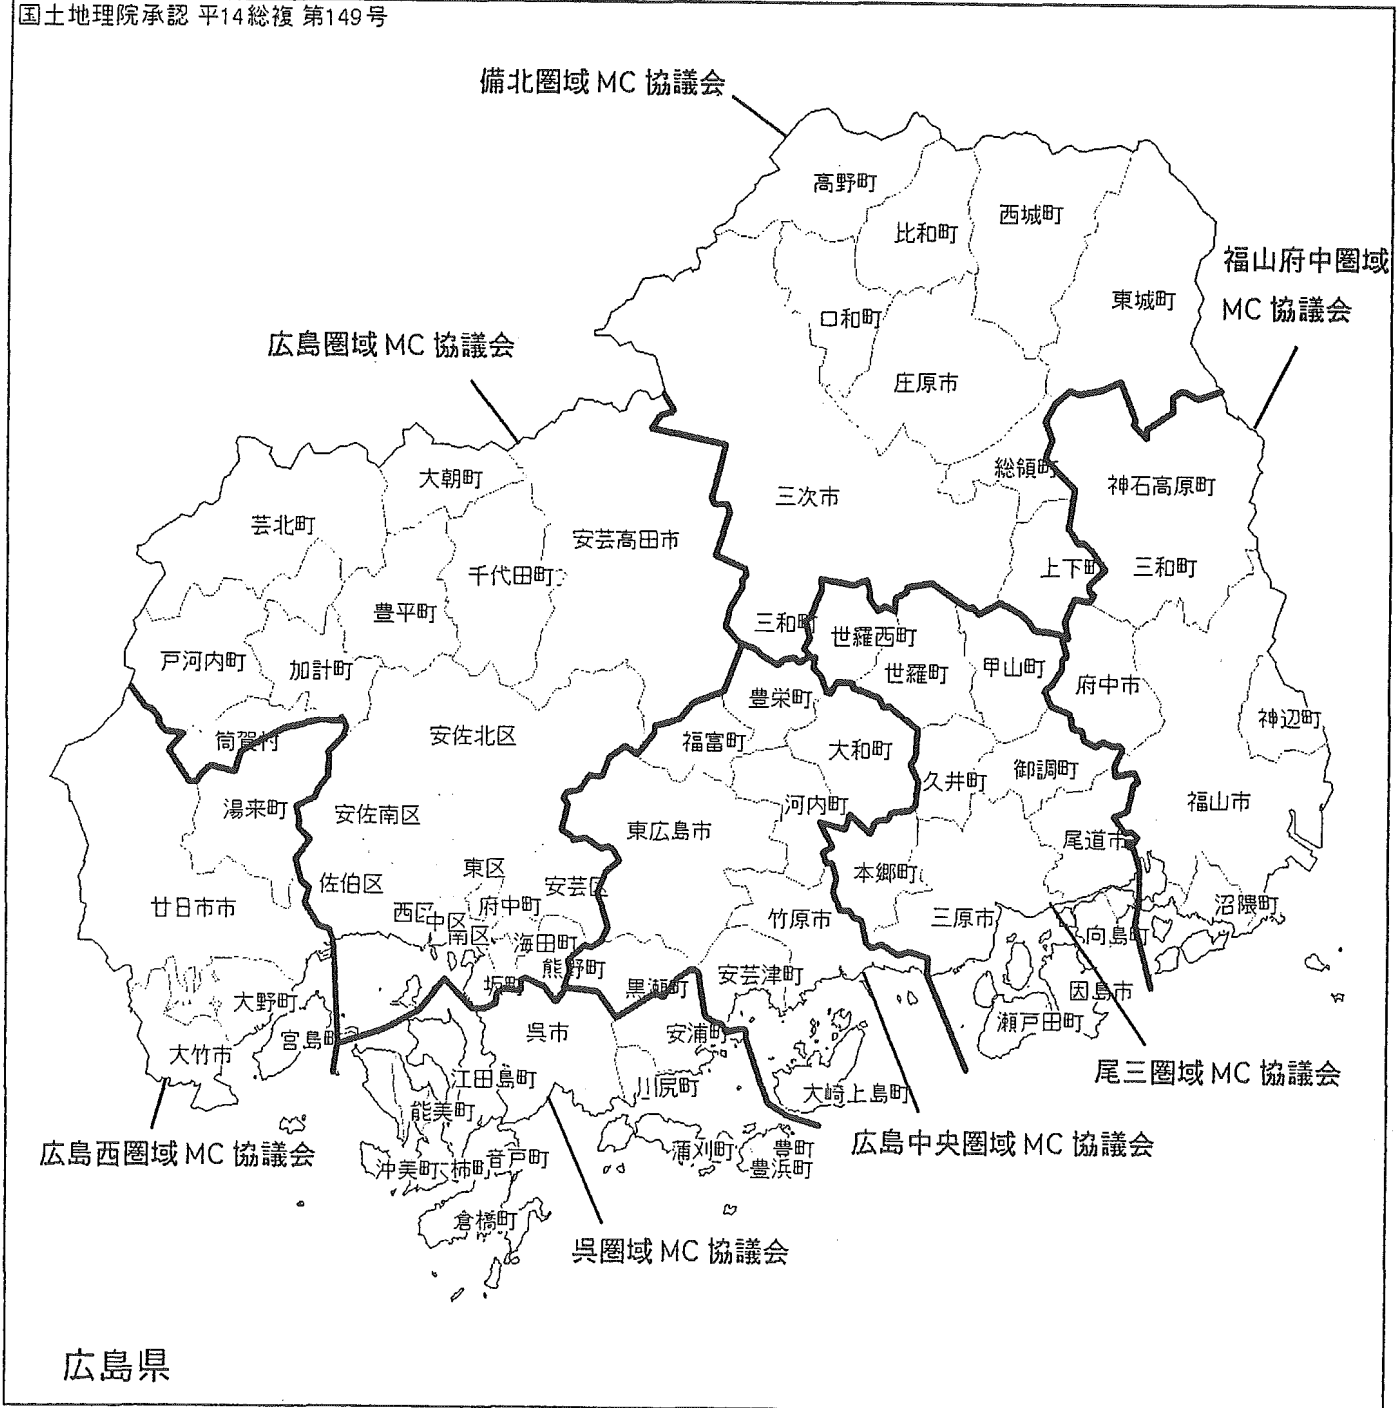 国土地理院承認 平14総複 第149号
備北圏域 MC 協議会
高野町
西城町
比和町
福山府中圏域
MC 協議会
東城町
口和町
広島圏域 MC 協議会
庄原市
総領町
大朝町
神石高原町
三次市
芸北町
安芸高田市
上下町
三和町
千代田町
豊平町
三和町
世羅西町
戸河内町
加計町
世羅町
甲山町
府中市
豊栄町
神辺町
安佐北区
筒賀村
福富町
大和町
久井町
御調町
湯来町
安佐南区
河内町
福山市
東広島市
尾道市
東区
本郷町
佐伯区
安芸区
廿日市市
西区
中区
府中町
竹原市
三原市
沼隈町
南区
海田町
向島町
熊野町
安芸津町
坂町
黒瀬町
因島市
大野町
瀬戸田町
宮島町
呉市
安浦町
大竹市
尾三圏域 MC 協議会
江田島町
川尻町
大崎上島町
能美町
広島西圏域 MC 協議会
広島中央圏域 MC 協議会
蒲刈町
豊町
豊浜町
沖美町
音戸町
倉橋町
呉圏域 MC 協議会
広島県